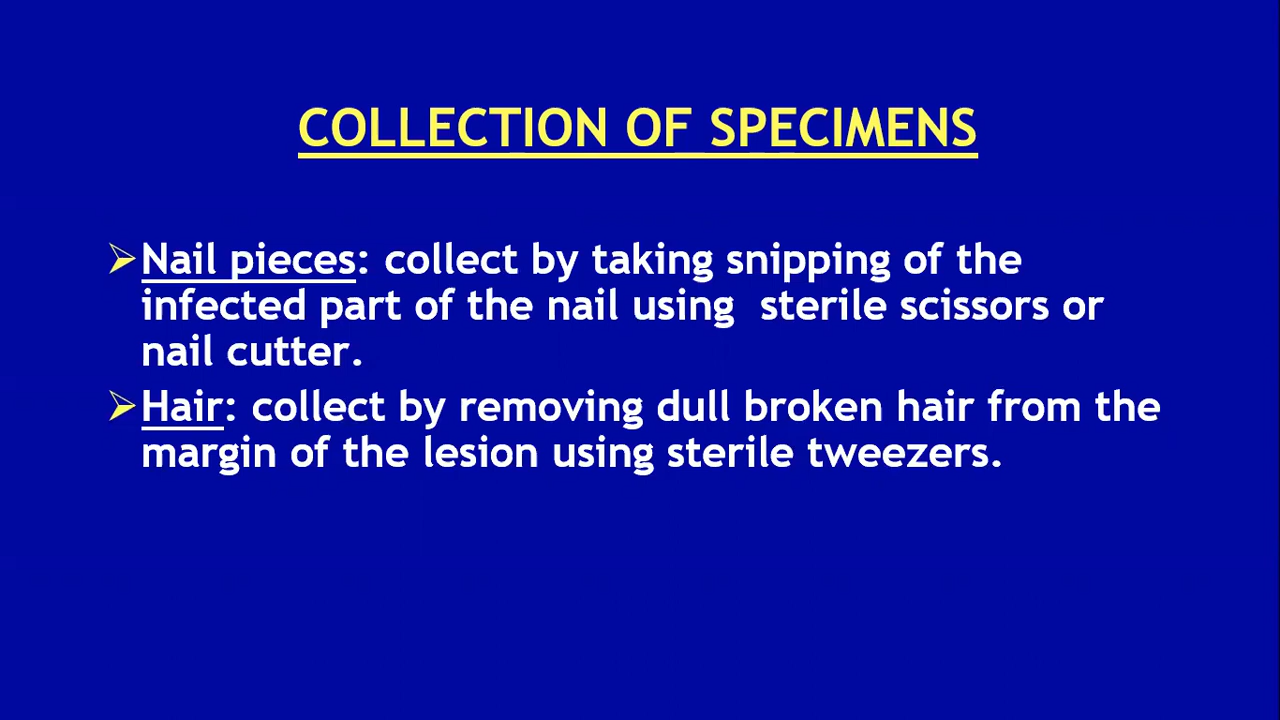 COLLECTION OF SPECIMENS
➢Nail pieces: collect by taking snipping of the
infected part of the nail using  sterile scissors or
nail cutter.
➢Hair: collect by removing dull broken hair from the
margin of the lesion using sterile tweezers.